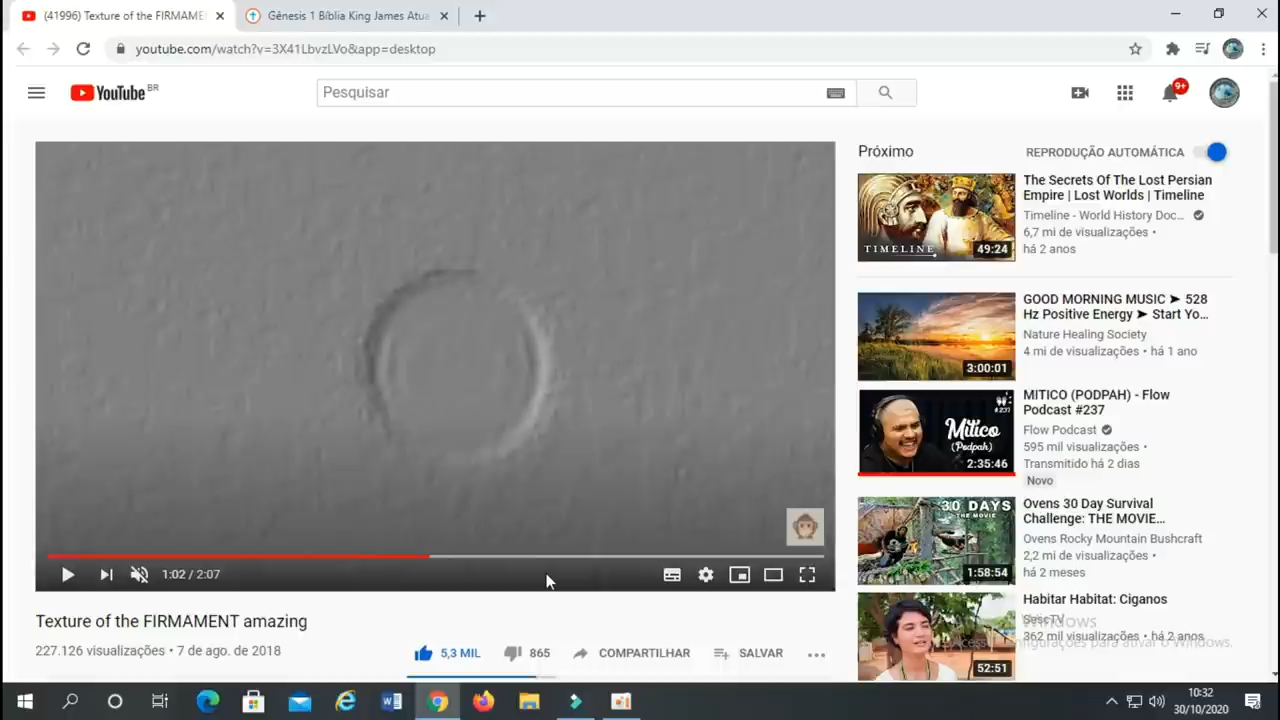 (41996) Texture of the FIRMAMEN
Gênesis 1 Bíblia King James Atua
youtube.com/watch?v=3X41LbvzLVo&app=desktop
YouTube BR
Pesquisar
9+
Próximo
REPRODUÇÃO AUTOMÁTICA
The Secrets Of The Lost Persian
Empire | Lost Worlds | Timeline
Timeline - World History Doc...
6,7 mi de visualizações •
há 2 anos
TIMELINE
49:24
GOOD MORNING MUSIC ➤ 528
Hz Positive Energy ➤ Start Yo...
Nature Healing Society
4 mi de visualizações • há 1 ano
3:00:01
MITICO (PODPAH) - Flow
Podcast #237
Flow Podcast
595 mil visualizações •
Transmitido há 2 dias
Novo
#237
Mitico
(Podpah)
2:35:46
Ovens 30 Day Survival
Challenge: THE MOVIE...
Ovens Rocky Mountain Bushcraft
2,2 mi de visualizações •
há 2 meses
30 DAYS
THE MOVIE
1:58:54
Habitar Habitat: Ciganos
SescTV
362 mil visualizações • há 2 anos
52:51
Windows
configurações para ativar o Windows.
1:02 / 2:07
Texture of the FIRMAMENT amazing
227.126 visualizações • 7 de ago. de 2018
5,3 MIL
865
COMPARTILHAR
SALVAR
10:32
30/10/2020